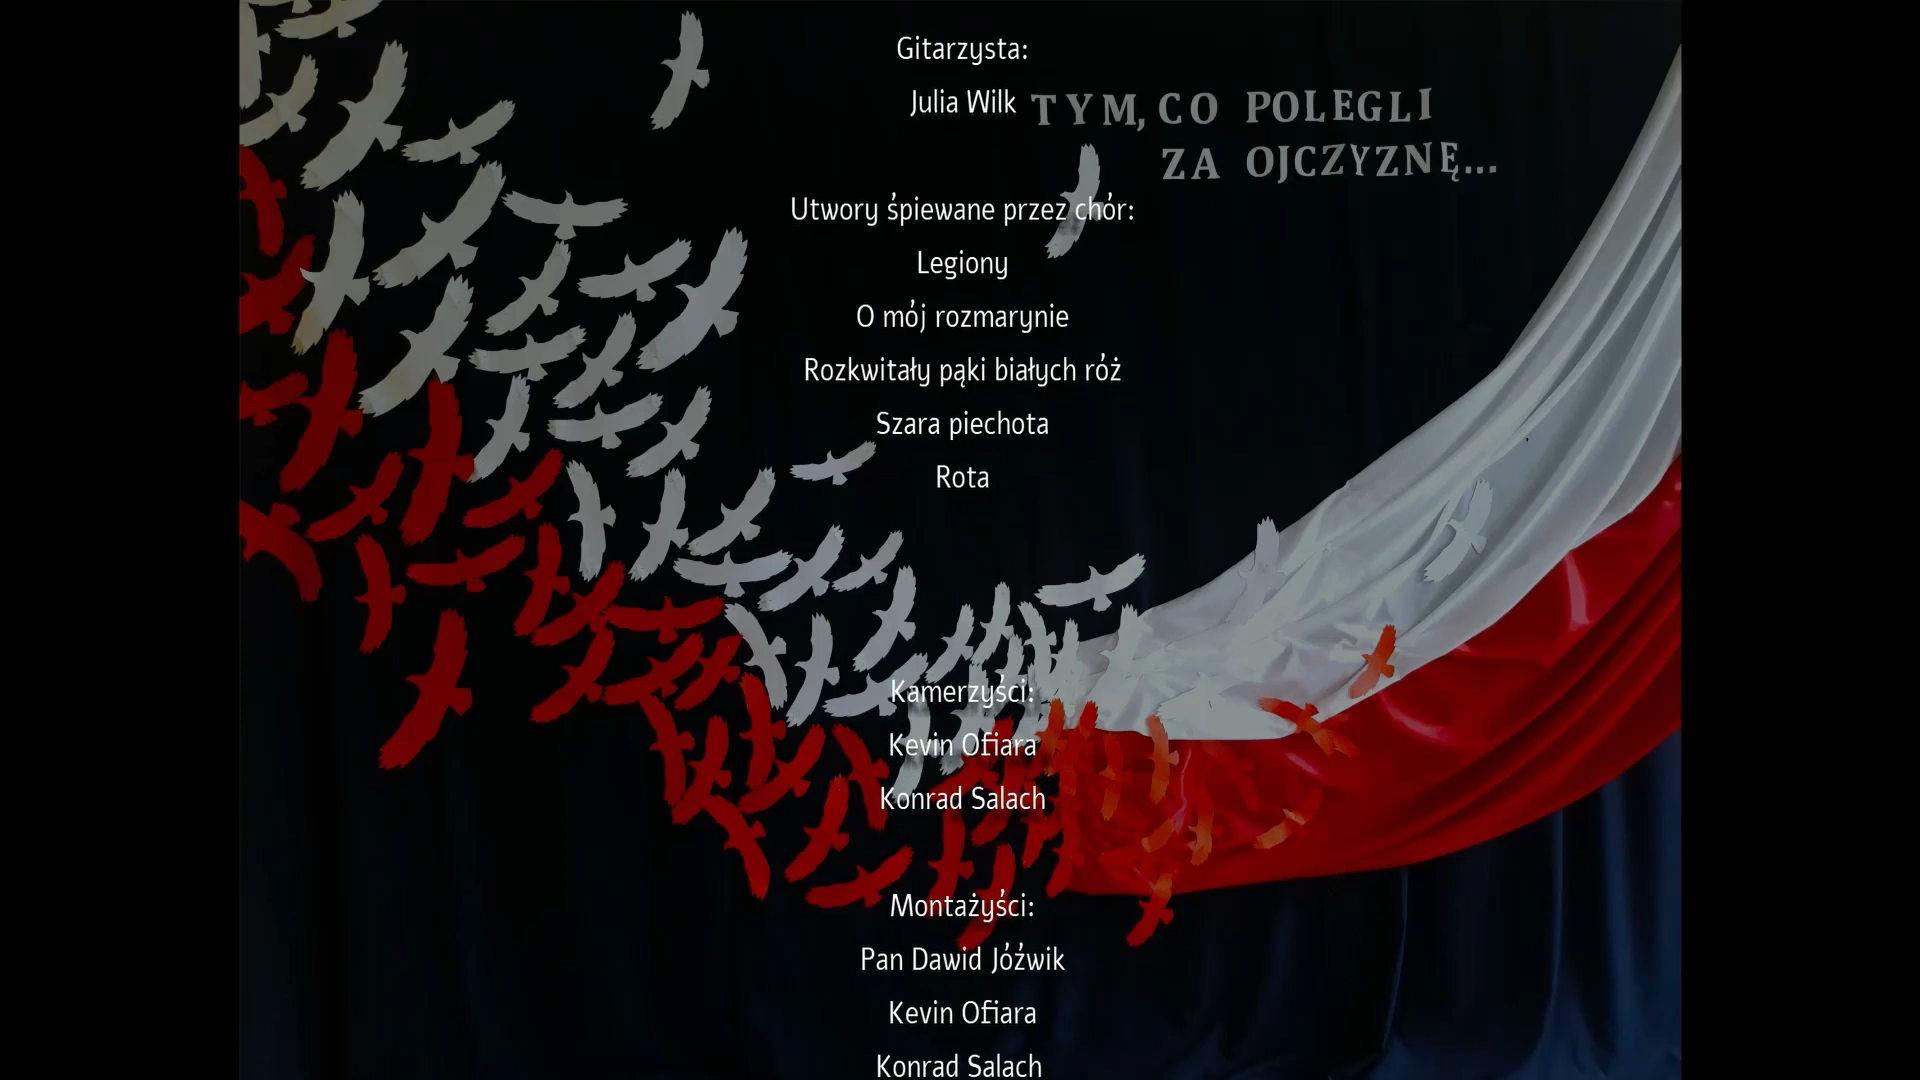 Gitarzysta:
Julia Wilk
TYM, CO POLEGLI
ZA OJCZYZNĘ...
Utwory śpiewane przez chór:
Legiony
O mój rozmarynie
Rozkwitały pąki białych róż
Szara piechota
Rota
Kamerzyści:
Kevin Ofiara
Konrad Salach
Montażyści:
Pan Dawid Jóźwik
Kevin Ofiara
Konrad Salach